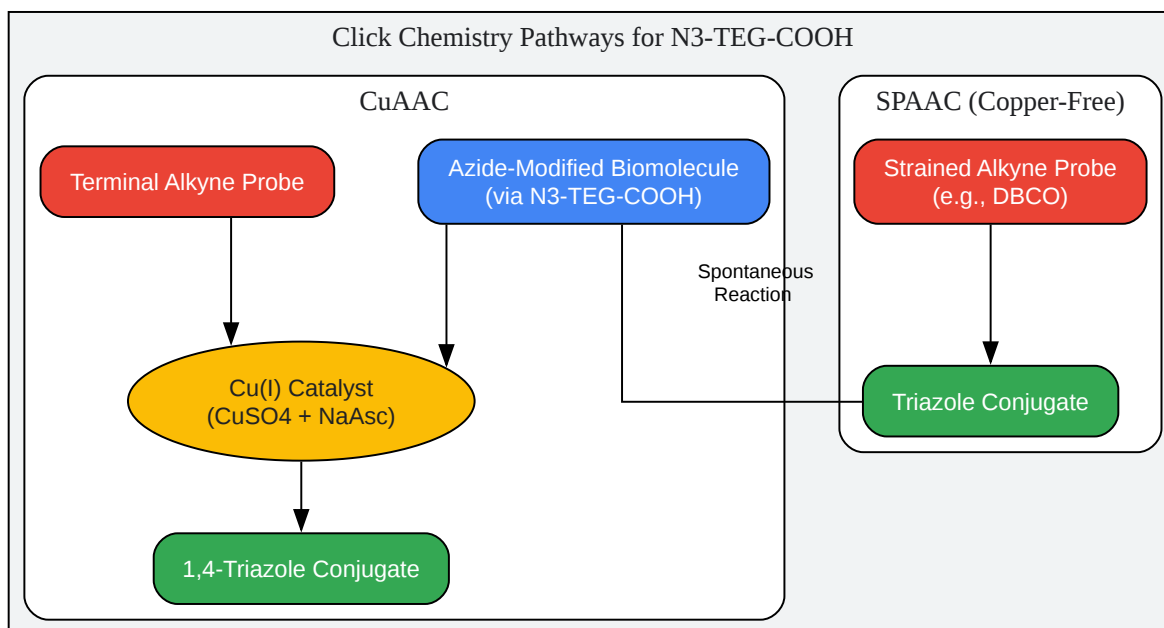 Click Chemistry Pathways for N3-TEG-COOH
CuAAC
Terminal Alkyne Probe
Azide-Modified Biomolecule
(via N3-TEG-COOH)
Cu(I) Catalyst
(CuSO4 + NaAsc)
1,4-Triazole Conjugate
Spontaneous
Reaction
SPAAC (Copper-Free)
Strained Alkyne Probe
(e.g., DBCO)
Triazole Conjugate